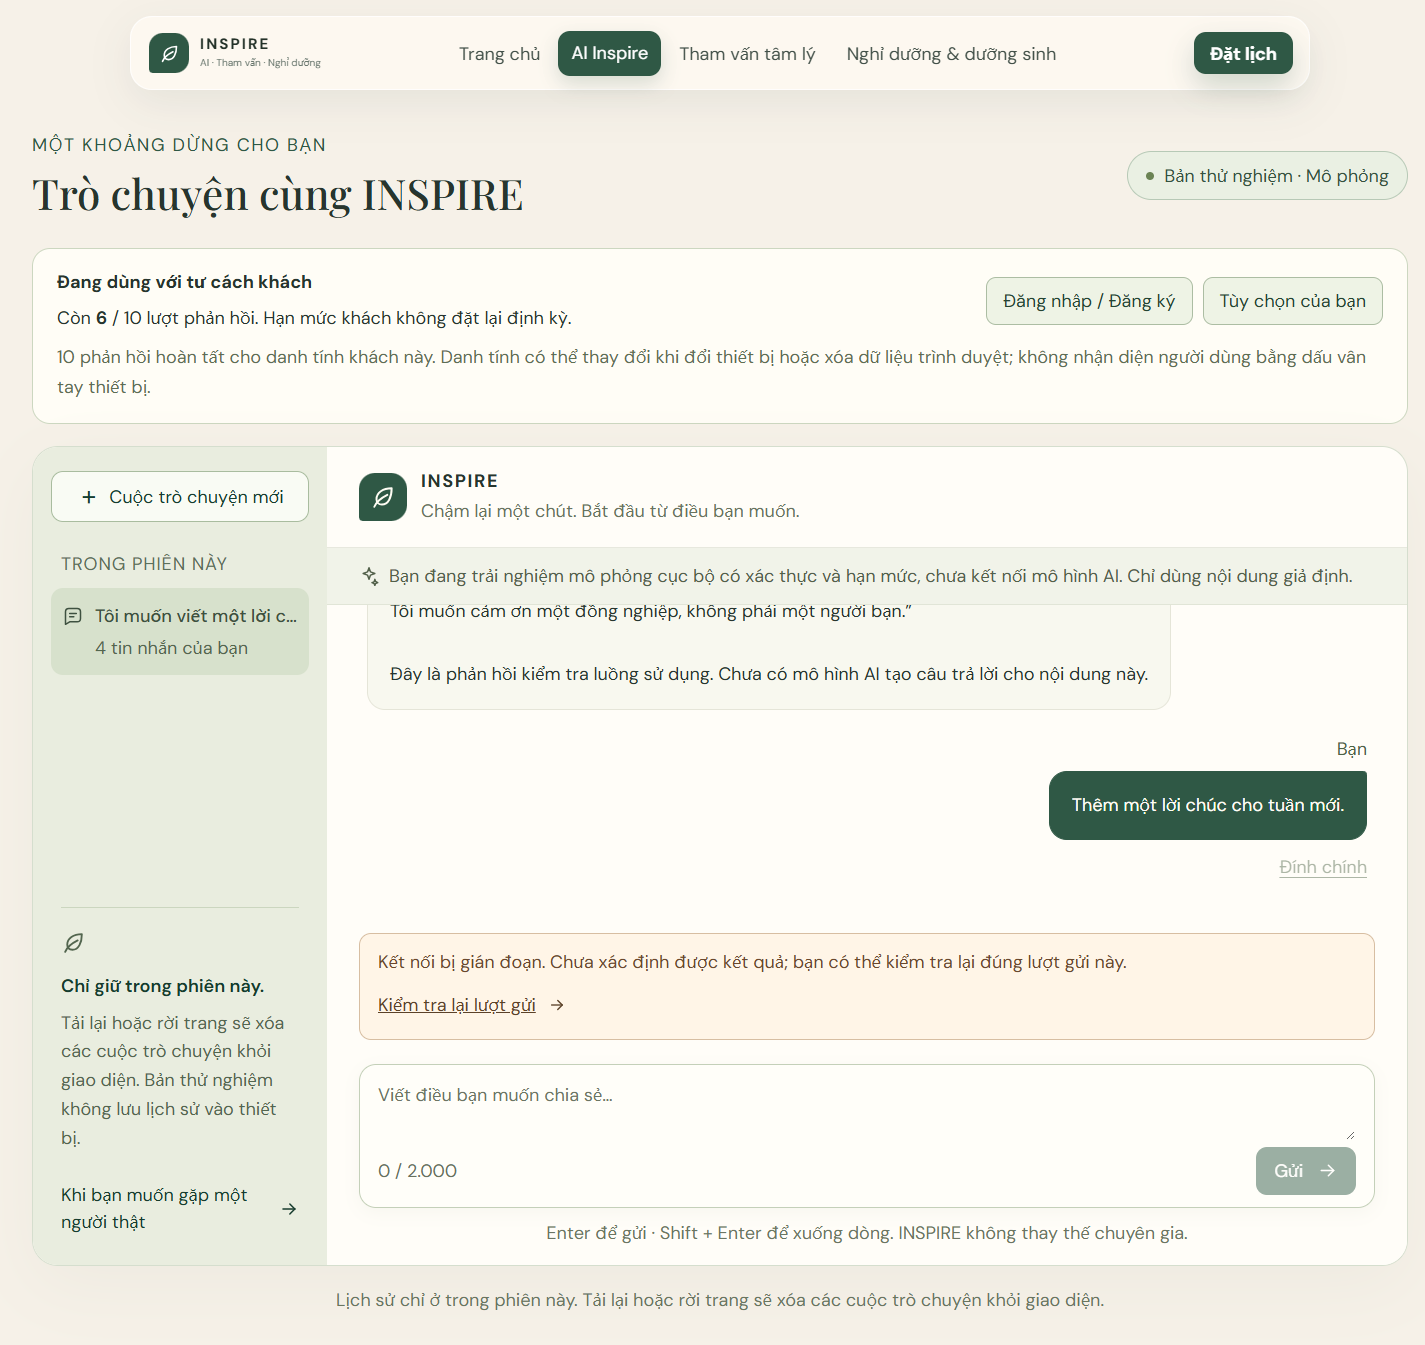 INSPIRE
AI · Tham vấn · Nghỉ dưỡng
Trang chủ
AI Inspire
Tham vấn tâm lý
Nghỉ dưỡng & dưỡng sinh
Đặt lịch
MỘT KHOẢNG DỪNG CHO BẠN
Trò chuyện cùng INSPIRE
Bản thử nghiệm · Mô phỏng
Đang dùng với tư cách khách
Còn 6 / 10 lượt phản hồi. Hạn mức khách không đặt lại định kỳ.
Đăng nhập / Đăng ký
Tùy chọn của bạn
10 phản hồi hoàn tất cho danh tính khách này. Danh tính có thể thay đổi khi đổi thiết bị hoặc xóa dữ liệu trình duyệt; không nhận diện người dùng bằng dấu vân
tay thiết bị.
+ Cuộc trò chuyện mới
TRONG PHIÊN NÀY
Tôi muốn viết một lời c...
4 tin nhắn của bạn
Chỉ giữ trong phiên này.
Tải lại hoặc rời trang sẽ xóa
các cuộc trò chuyện khỏi
giao diện. Bản thử nghiệm
không lưu lịch sử vào thiết
bị.
Khi bạn muốn gặp một
người thật →
INSPIRE
Chậm lại một chút. Bắt đầu từ điều bạn muốn.
Bạn đang trải nghiệm mô phỏng cục bộ có xác thực và hạn mức, chưa kết nối mô hình AI. Chỉ dùng nội dung giả định.
Tôi muốn cảm ơn một đồng nghiệp, không phải một người bạn.”
Đây là phản hồi kiểm tra luồng sử dụng. Chưa có mô hình AI tạo câu trả lời cho nội dung này.
Bạn
Thêm một lời chúc cho tuần mới.
Đính chính
Kết nối bị gián đoạn. Chưa xác định được kết quả; bạn có thể kiểm tra lại đúng lượt gửi này.
Kiểm tra lại lượt gửi →
Viết điều bạn muốn chia sẻ...
0 / 2.000
Gửi →
Enter để gửi · Shift + Enter để xuống dòng. INSPIRE không thay thế chuyên gia.
Lịch sử chỉ ở trong phiên này. Tải lại hoặc rời trang sẽ xóa các cuộc trò chuyện khỏi giao diện.